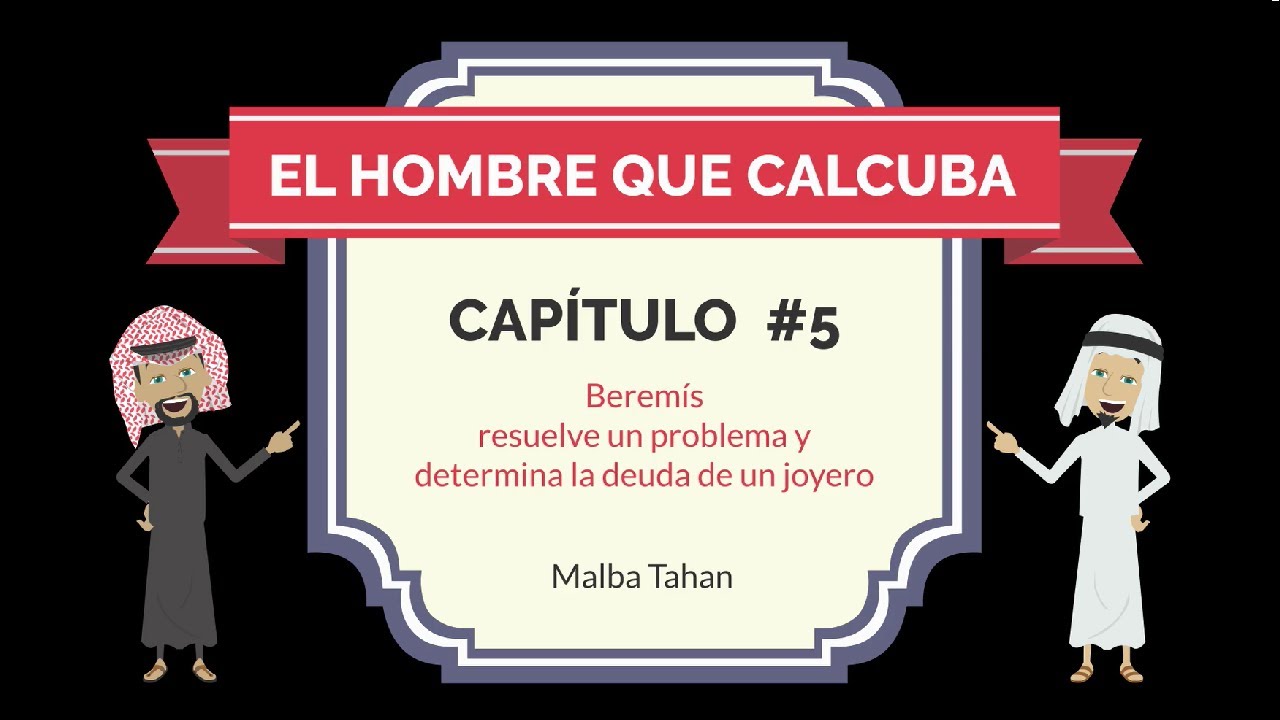 EL HOMBRE QUE CALCUBA
CAPÍTULO #5
Beremís
resuelve un problema y
determina la deuda de un joyero
Malba Tahan